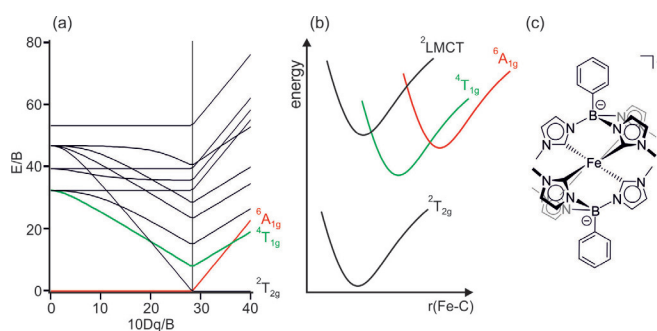 (a)
80
60
40
20
0
E/B
0 10 20 30 40
10Dq/B
⁶A₁g
⁴T₁g
²T₂g
(b)
energy
²LMCT
⁶A₁g
⁴T₁g
²T₂g
r(Fe-C)
(c)
B
⊖
N
N
N
N
N
N
Fe
N
N
N
N
N
N
B
⊖